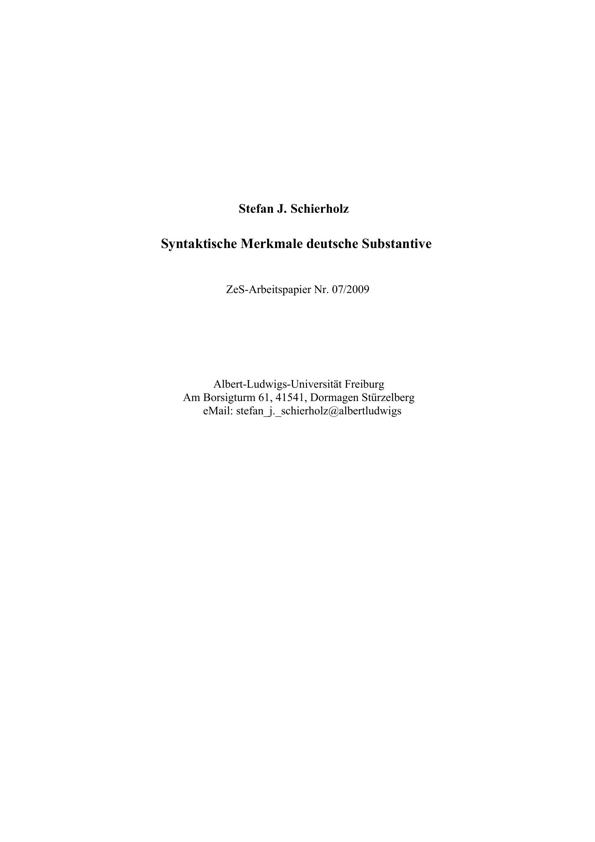 Stefan J. Schierholz
Syntaktische Merkmale deutsche Substantive
ZeS-Arbeitspapier Nr. 07/2009
Albert-Ludwigs-Universität Freiburg
Am Borsigturm 61, 41541, Dormagen Stürzelberg
eMail: stefan_j._schierholz@albertludwigs